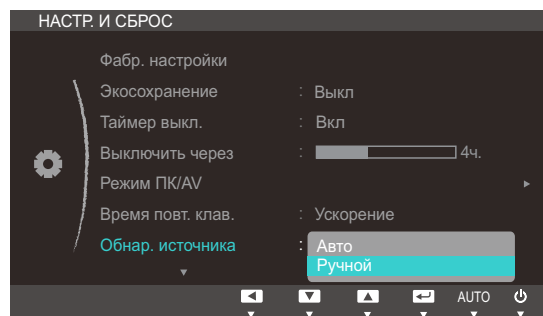 НАСТР. И СБРОС
Фабр. настройки
Экосохранение : Выкл
Таймер выкл. : Вкл
Выключить через : 4ч.
Режим ПК/AV
Время повт. клав. : Ускорение
Обнар. источника : Авто
Ручной
AUTO